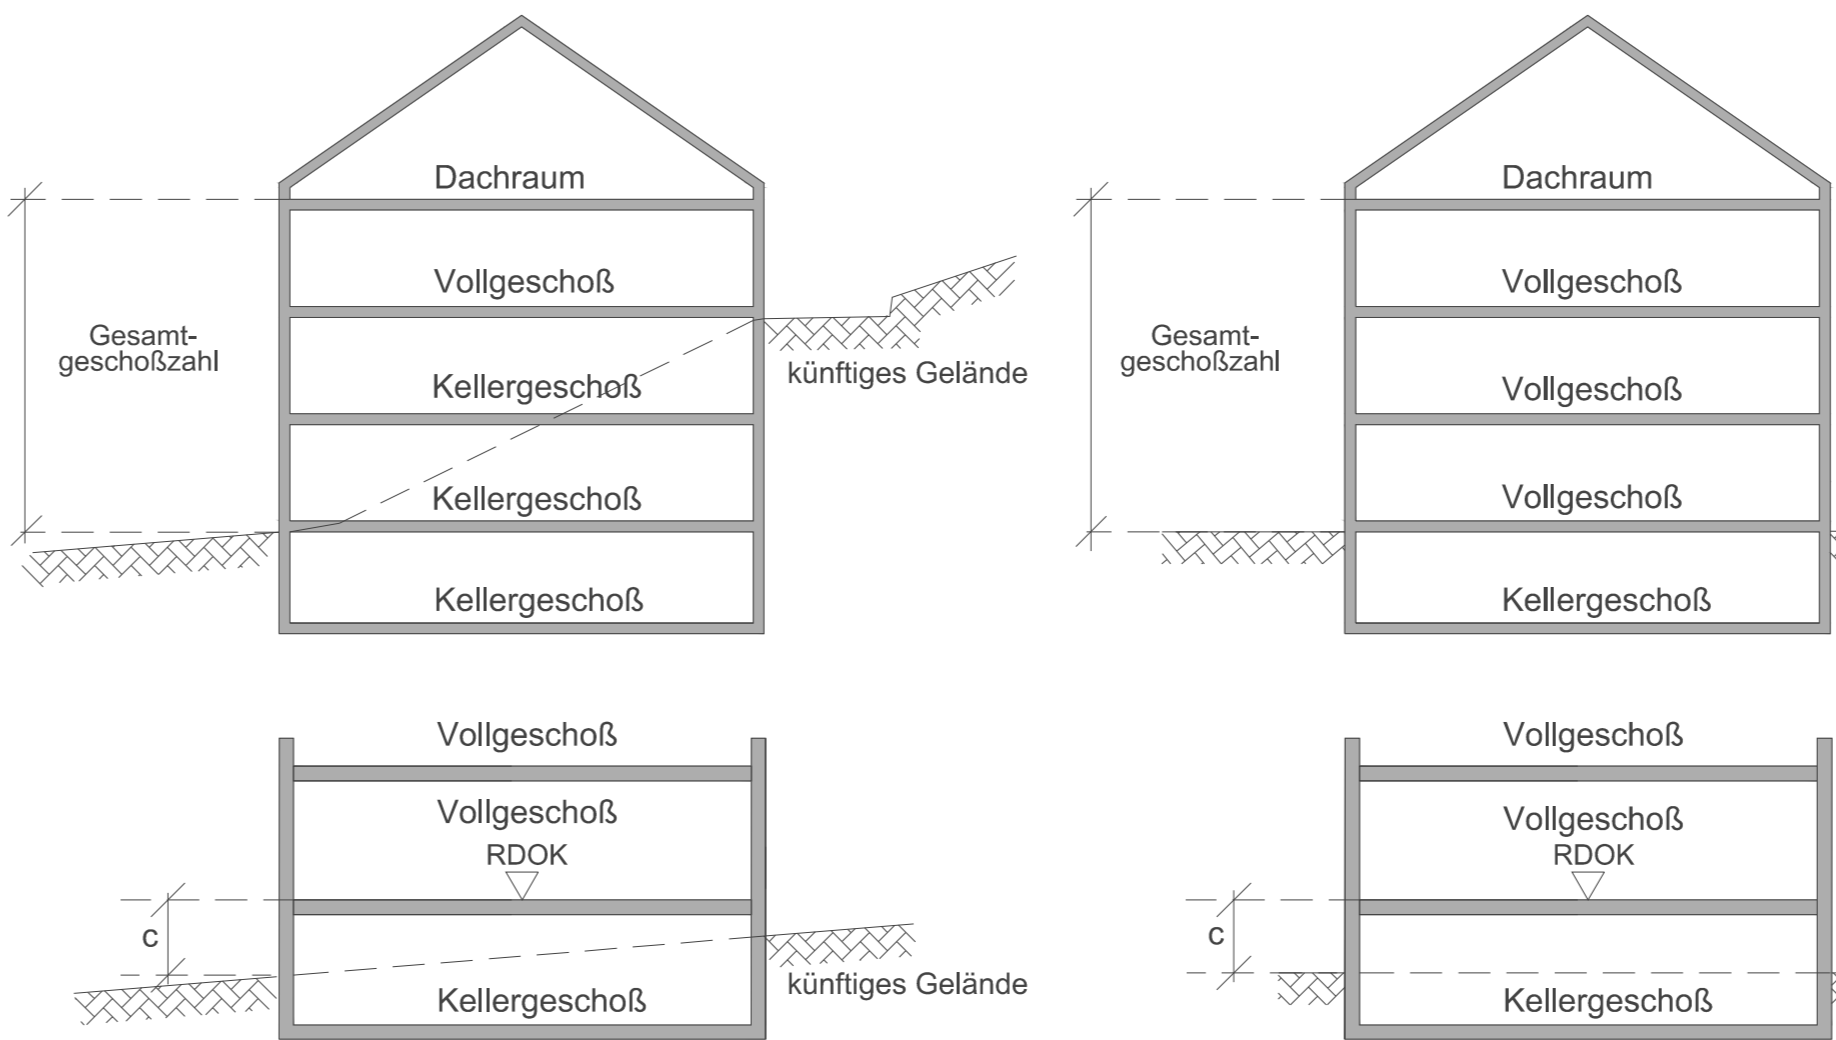 Dachraum
Vollgeschoß
Gesamt-
geschoßzahl
Kellergeschoß
künftiges Gelände
Kellergeschoß
Kellergeschoß
Dachraum
Vollgeschoß
Gesamt-
geschoßzahl
Vollgeschoß
Vollgeschoß
Kellergeschoß
Vollgeschoß
Vollgeschoß
RDOK
c
künftiges Gelände
Kellergeschoß
Vollgeschoß
Vollgeschoß
RDOK
c
Kellergeschoß